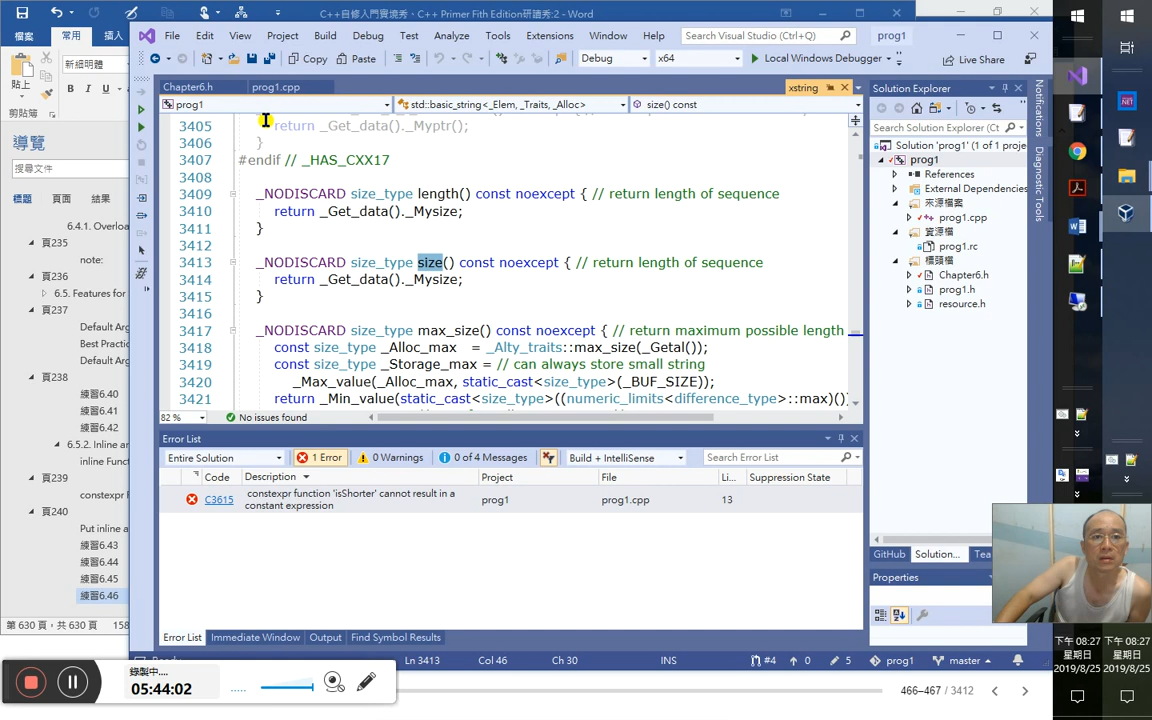 C++自修入門實境秀、C++ Primer Fifth Edition研讀秀:2 - Word
檔案
常用
插入
新細明體
貼上
B I U
剪貼簿
導覽
搜尋文件
標題 頁面 結果
6.4.1. Overloa
頁235
note:
頁236
6.5. Features for
頁237
Default Arg
Best Practic
Default Arg
頁238
練習6.40
練習6.41
練習6.42
6.5.2. Inline an
inline Funct
頁239
constexpr F
頁240
Put inline a
練習6.43
練習6.44
練習6.45
練習6.46
第 630 頁，共 630 頁 158
File Edit View Project Build Debug Test Analyze Tools Extensions Window Help Search Visual Studio (Ctrl+Q) prog1
Copy Paste Debug x64 Local Windows Debugger Live Share
Chapter6.h prog1.cpp xstring
prog1 std::basic_string<_Elem, _Traits, _Alloc> size() const
3405 return _Get_data()._Myptr();
3406 }
3407 #endif // _HAS_CXX17
3408
3409 _NODISCARD size_type length() const noexcept { // return length of sequence
3410 return _Get_data()._Mysize;
3411 }
3412
3413 _NODISCARD size_type size() const noexcept { // return length of sequence
3414 return _Get_data()._Mysize;
3415 }
3416
3417 _NODISCARD size_type max_size() const noexcept { // return maximum possible length
3418 const size_type _Alloc_max = _Alty_traits::max_size(_Getal());
3419 const size_type _Storage_max = // can always store small string
3420 _Max_value(_Alloc_max, static_cast<size_type>(_BUF_SIZE));
3421 return _Min_value(static_cast<size_type>((numeric_limits<difference_type>::max)())
82 % No issues found
Error List
Entire Solution 1 Error 0 Warnings 0 of 4 Messages Build + IntelliSense Search Error List
Code Description Project File Li... Suppression State
C3615 constexpr function 'isShorter' cannot result in a constant expression prog1 prog1.cpp 13
Error List Immediate Window Output Find Symbol Results
Ln 3413 Col 46 Ch 30 INS #4 0 5 prog1 master
Solution Explorer
Search Solution Explorer
Solution 'prog1' (1 of 1 proje
prog1
References
External Dependencies
來源檔案
prog1.cpp
資源檔
prog1.rc
標頭檔
Chapter6.h
prog1.h
resource.h
GitHub Solution... Tea
Properties
Notifications
Diagnostic Tools
錄製中....
05:44:02
466–467 / 3412
下午 08:27
星期日
2019/8/25
下午 08:27
星期日
2019/8/25